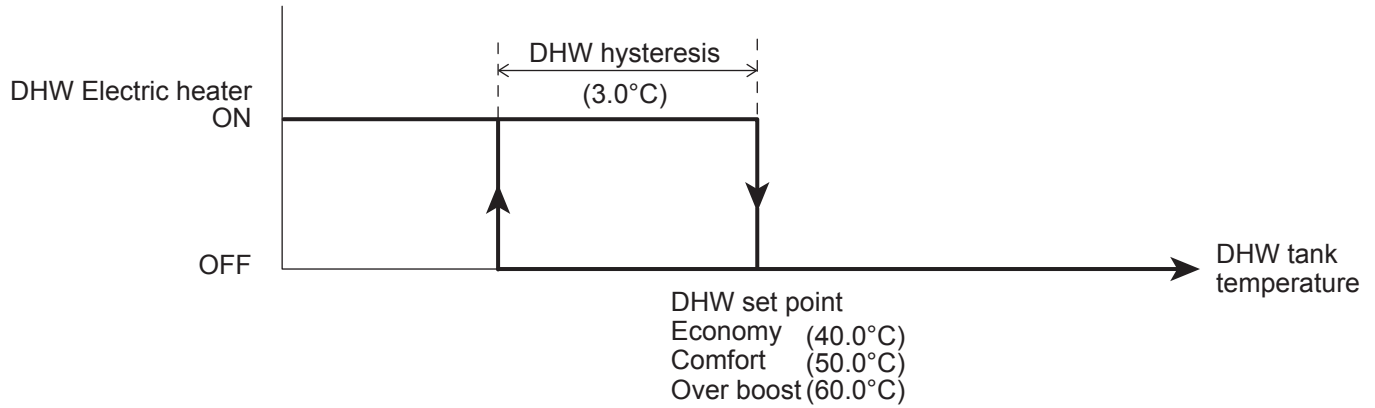 DHW hysteresis
(3.0°C)
DHW Electric heater
ON
OFF
DHW tank
temperature
DHW set point
Economy (40.0°C)
Comfort (50.0°C)
Over boost (60.0°C)